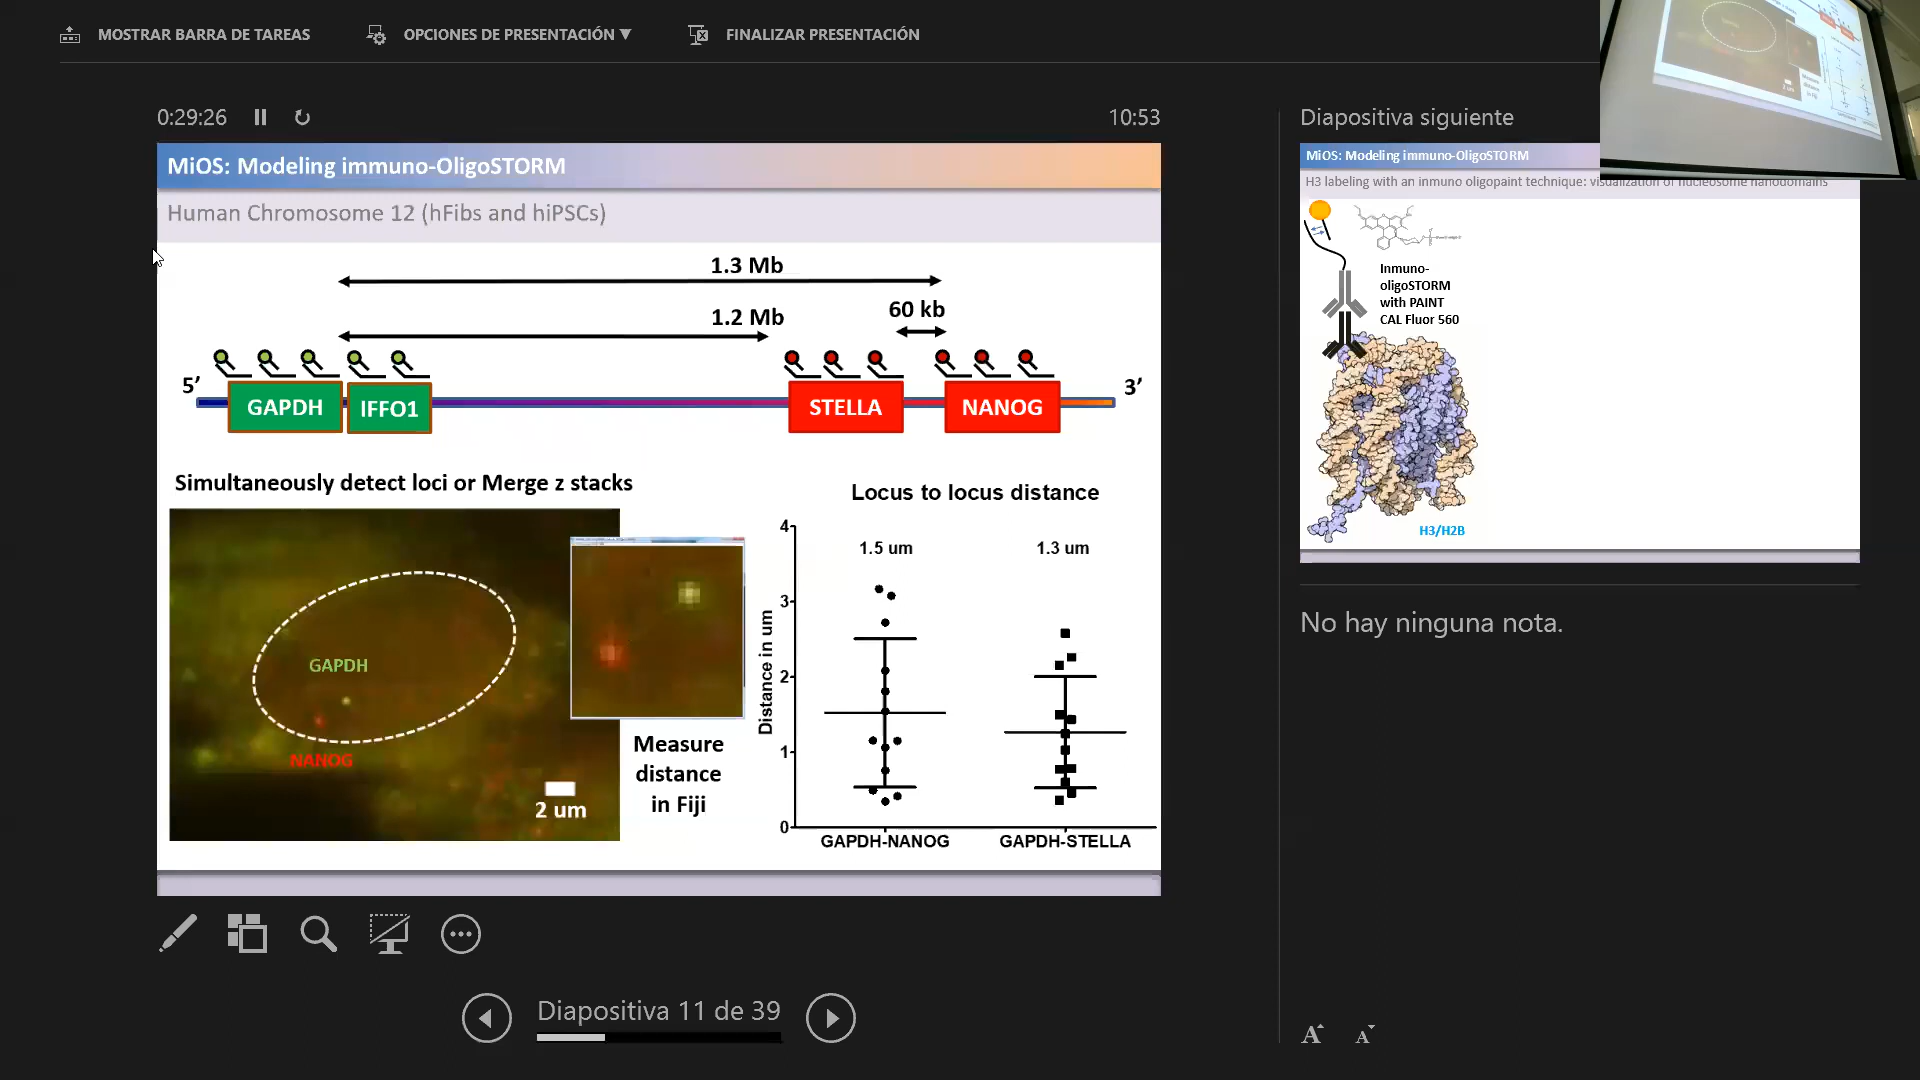 MOSTRAR BARRA DE TAREAS
OPCIONES DE PRESENTACIÓN ▼
FINALIZAR PRESENTACIÓN
0:29:26
10:53
MiOS: Modeling immuno-OligoSTORM
Human Chromosome 12 (hFibs and hiPSCs)
1.3 Mb
1.2 Mb
60 kb
5’
3’
GAPDH
IFFO1
STELLA
NANOG
Simultaneously detect loci or Merge z stacks
GAPDH
NANOG
2 um
Measure
distance
in Fiji
Locus to locus distance
1.5 um
1.3 um
Distance in um
4
3
2
1
0
GAPDH-NANOG
GAPDH-STELLA
Diapositiva 11 de 39
Diapositiva siguiente
MiOS: Modeling immuno-OligoSTORM
H3 labeling with an inmuno oligopaint technique: visualization of nucleosome nanodomains
Inmuno-
oligoSTORM
with PAINT
CAL Fluor 560
H3/H2B
No hay ninguna nota.
A A